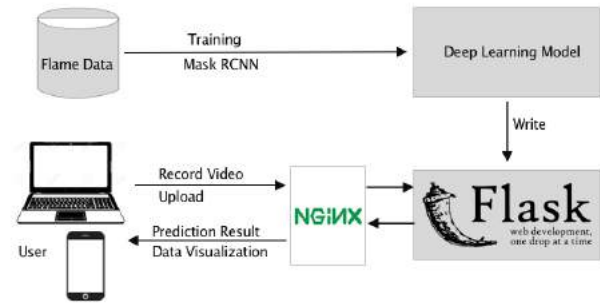 Flame Data
Training
Mask RCNN
Deep Learning Model
Write
Record Video
Upload
NGiNX
Flask
web development,
one drop at a time
User
Prediction Result
Data Visualization